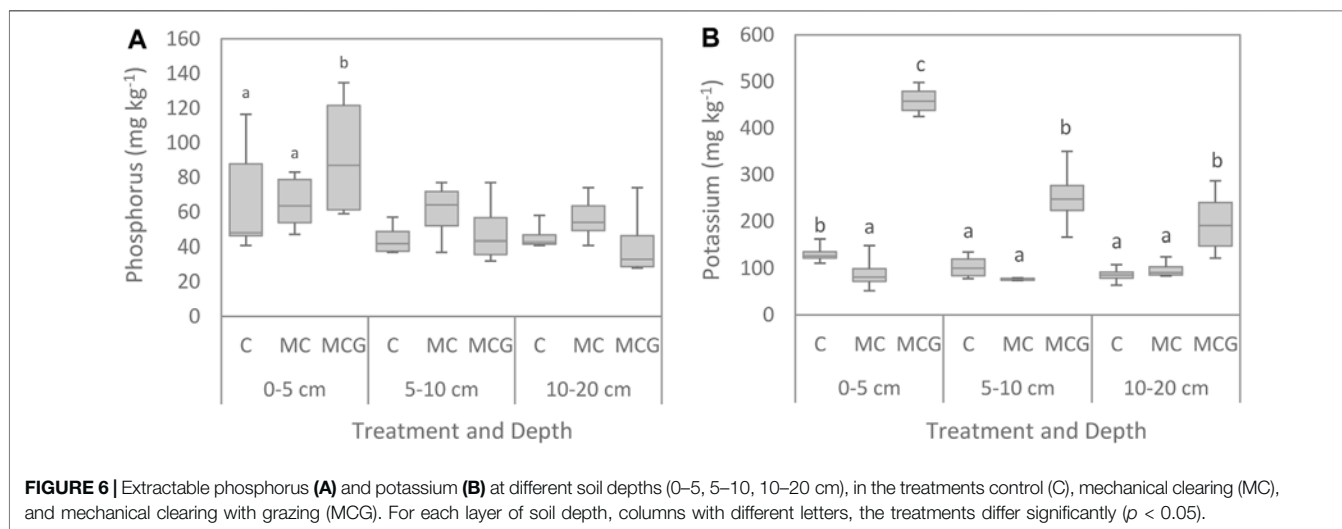 A
160
140
120
100
80
60
40
20
0
Phosphorus (mg kg⁻¹)
a
a
b
C MC MCG C MC MCG C MC MCG
0-5 cm 5-10 cm 10-20 cm
Treatment and Depth
B
600
500
400
300
200
100
0
Potassium (mg kg⁻¹)
b
a
c
a
a
b
a
a
b
C MC MCG C MC MCG C MC MCG
0-5 cm 5-10 cm 10-20 cm
Treatment and Depth
FIGURE 6 | Extractable phosphorus (A) and potassium (B) at different soil depths (0–5, 5–10, 10–20 cm), in the treatments control (C), mechanical clearing (MC),
and mechanical clearing with grazing (MCG). For each layer of soil depth, columns with different letters, the treatments differ significantly (p < 0.05).